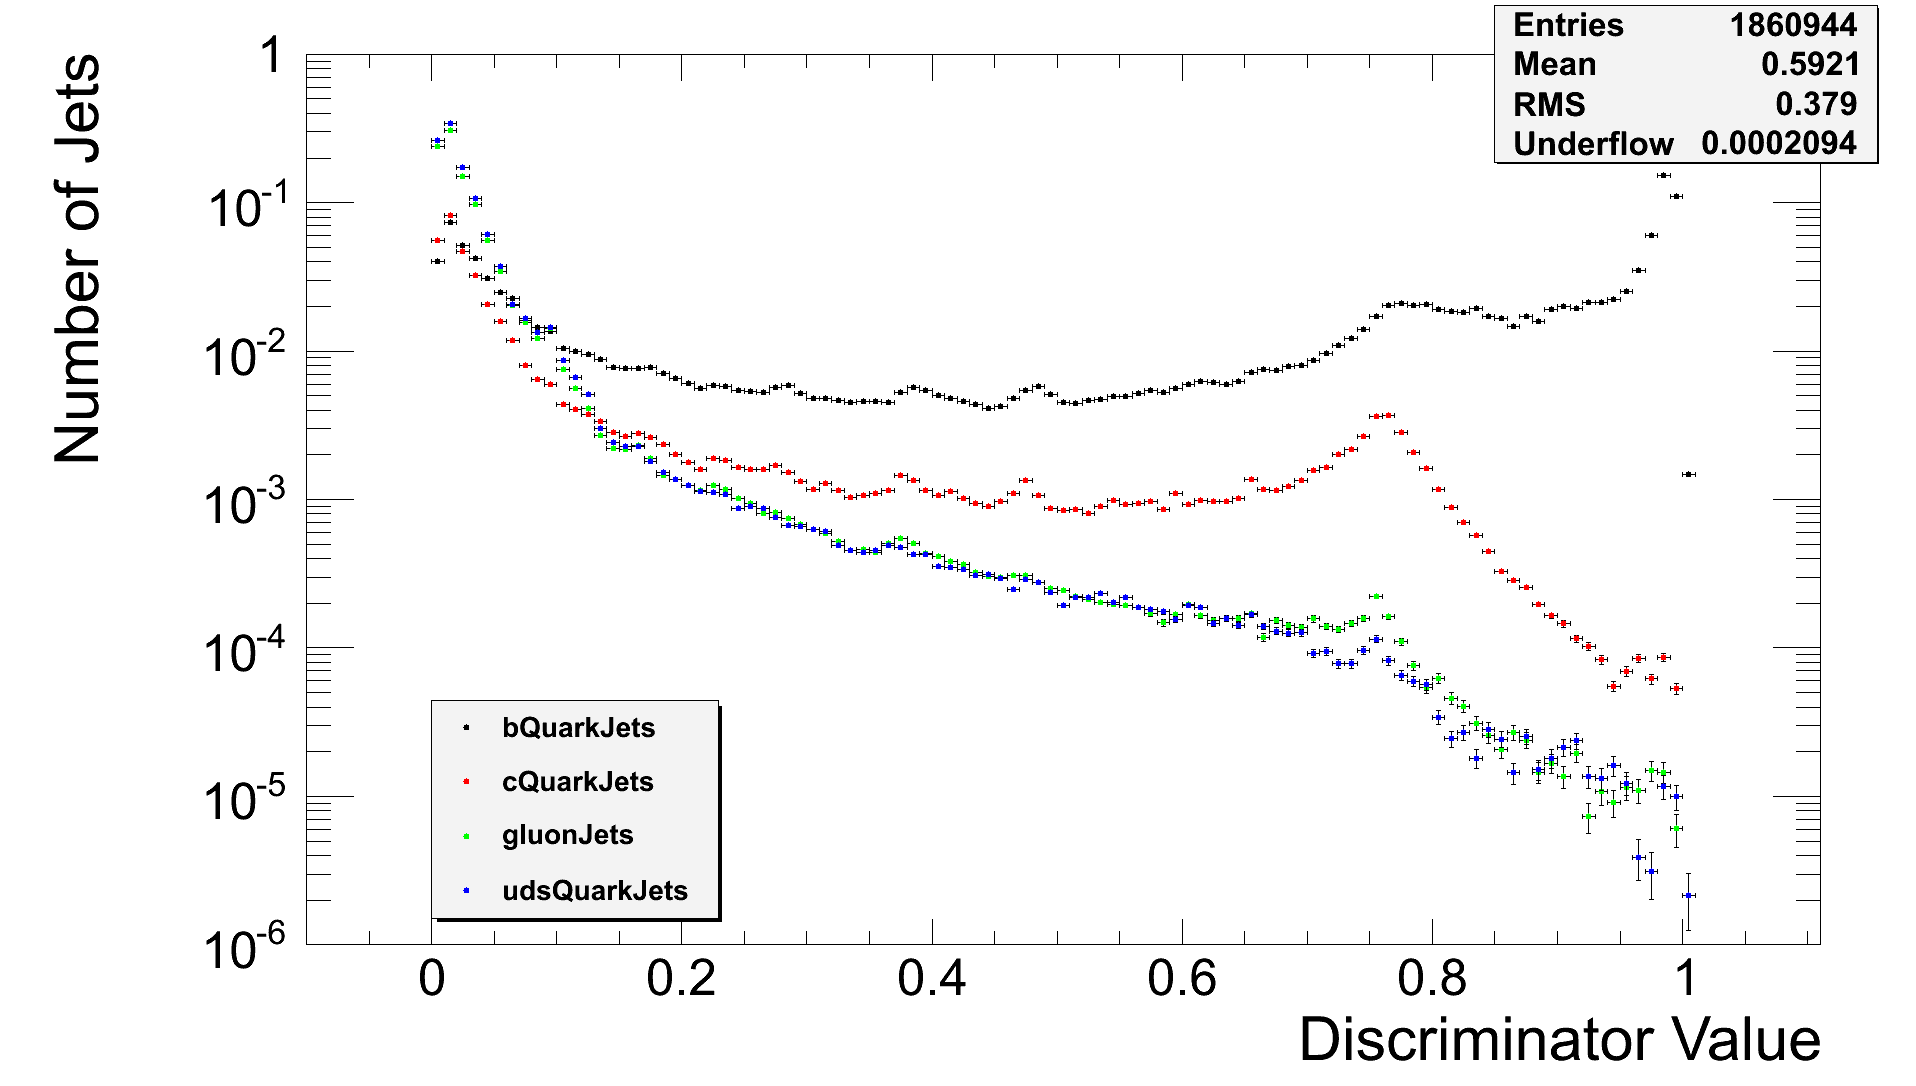 Entries 1860944
Mean 0.5921
RMS 0.379
Underflow 0.0002094
Number of Jets
1
10^-1
10^-2
10^-3
10^-4
10^-5
10^-6
bQuarkJets
cQuarkJets
gluonJets
udsQuarkJets
0 0.2 0.4 0.6 0.8 1
Discriminator Value